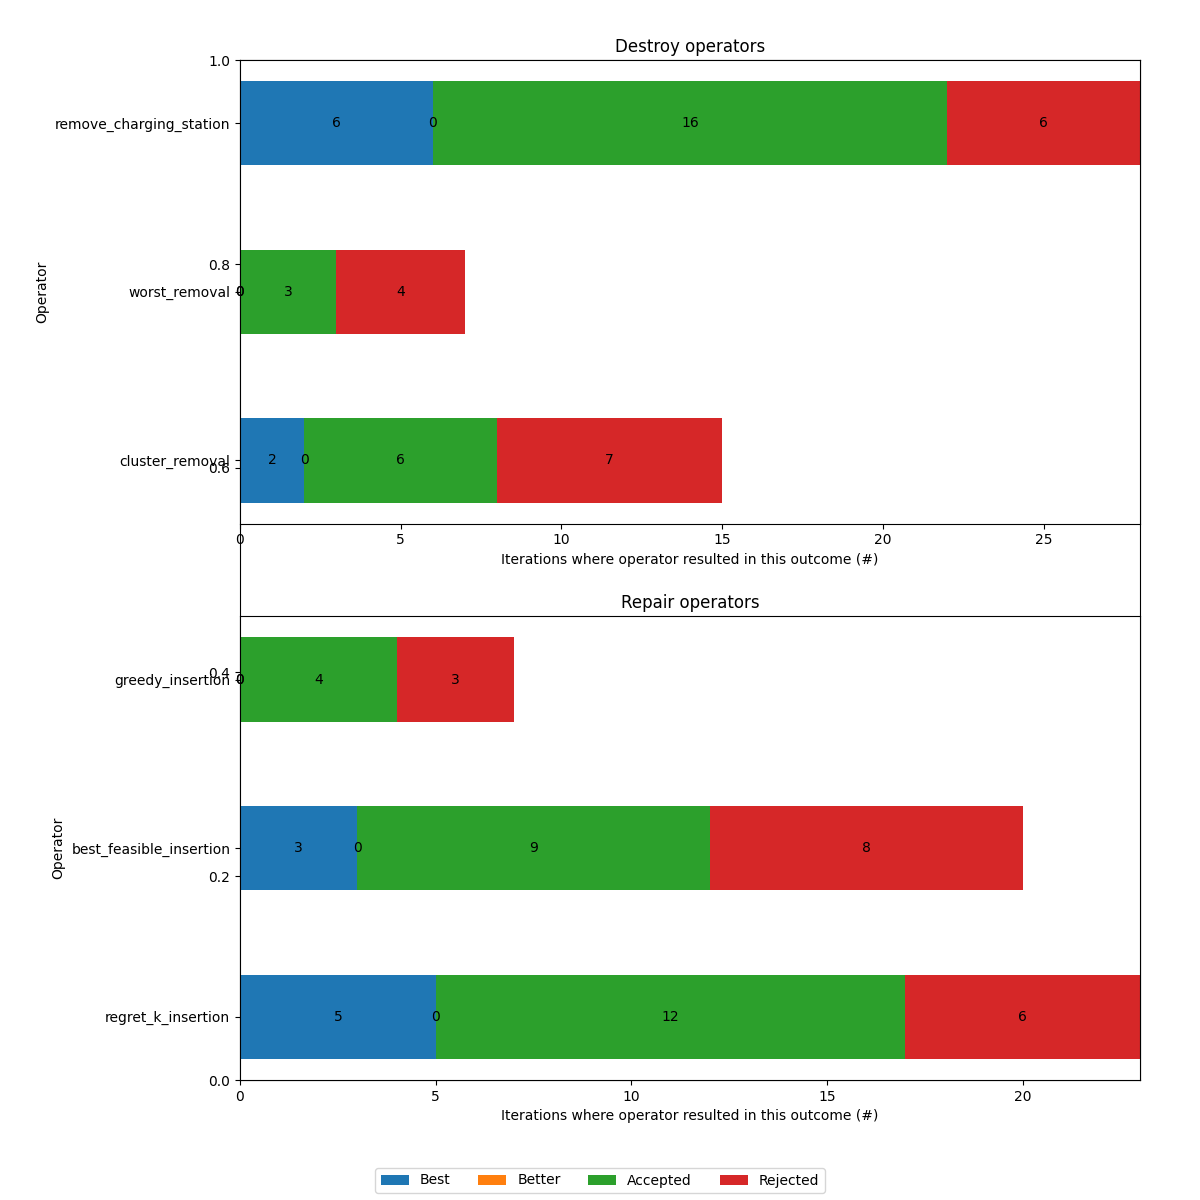 Destroy operators
1.0
remove_charging_station 6 0 16 6
0.8
Operator
worst_removal 0 0 3 4
cluster_removal 2 0 6 7
0.6
0 5 10 15 20 25
Iterations where operator resulted in this outcome (#)
Repair operators
0.4
greedy_insertion 0 0 4 3
Operator
best_feasible_insertion 3 0 9 8
0.2
regret_k_insertion 5 0 12 6
0.0
0 5 10 15 20
Iterations where operator resulted in this outcome (#)
Best Better Accepted Rejected